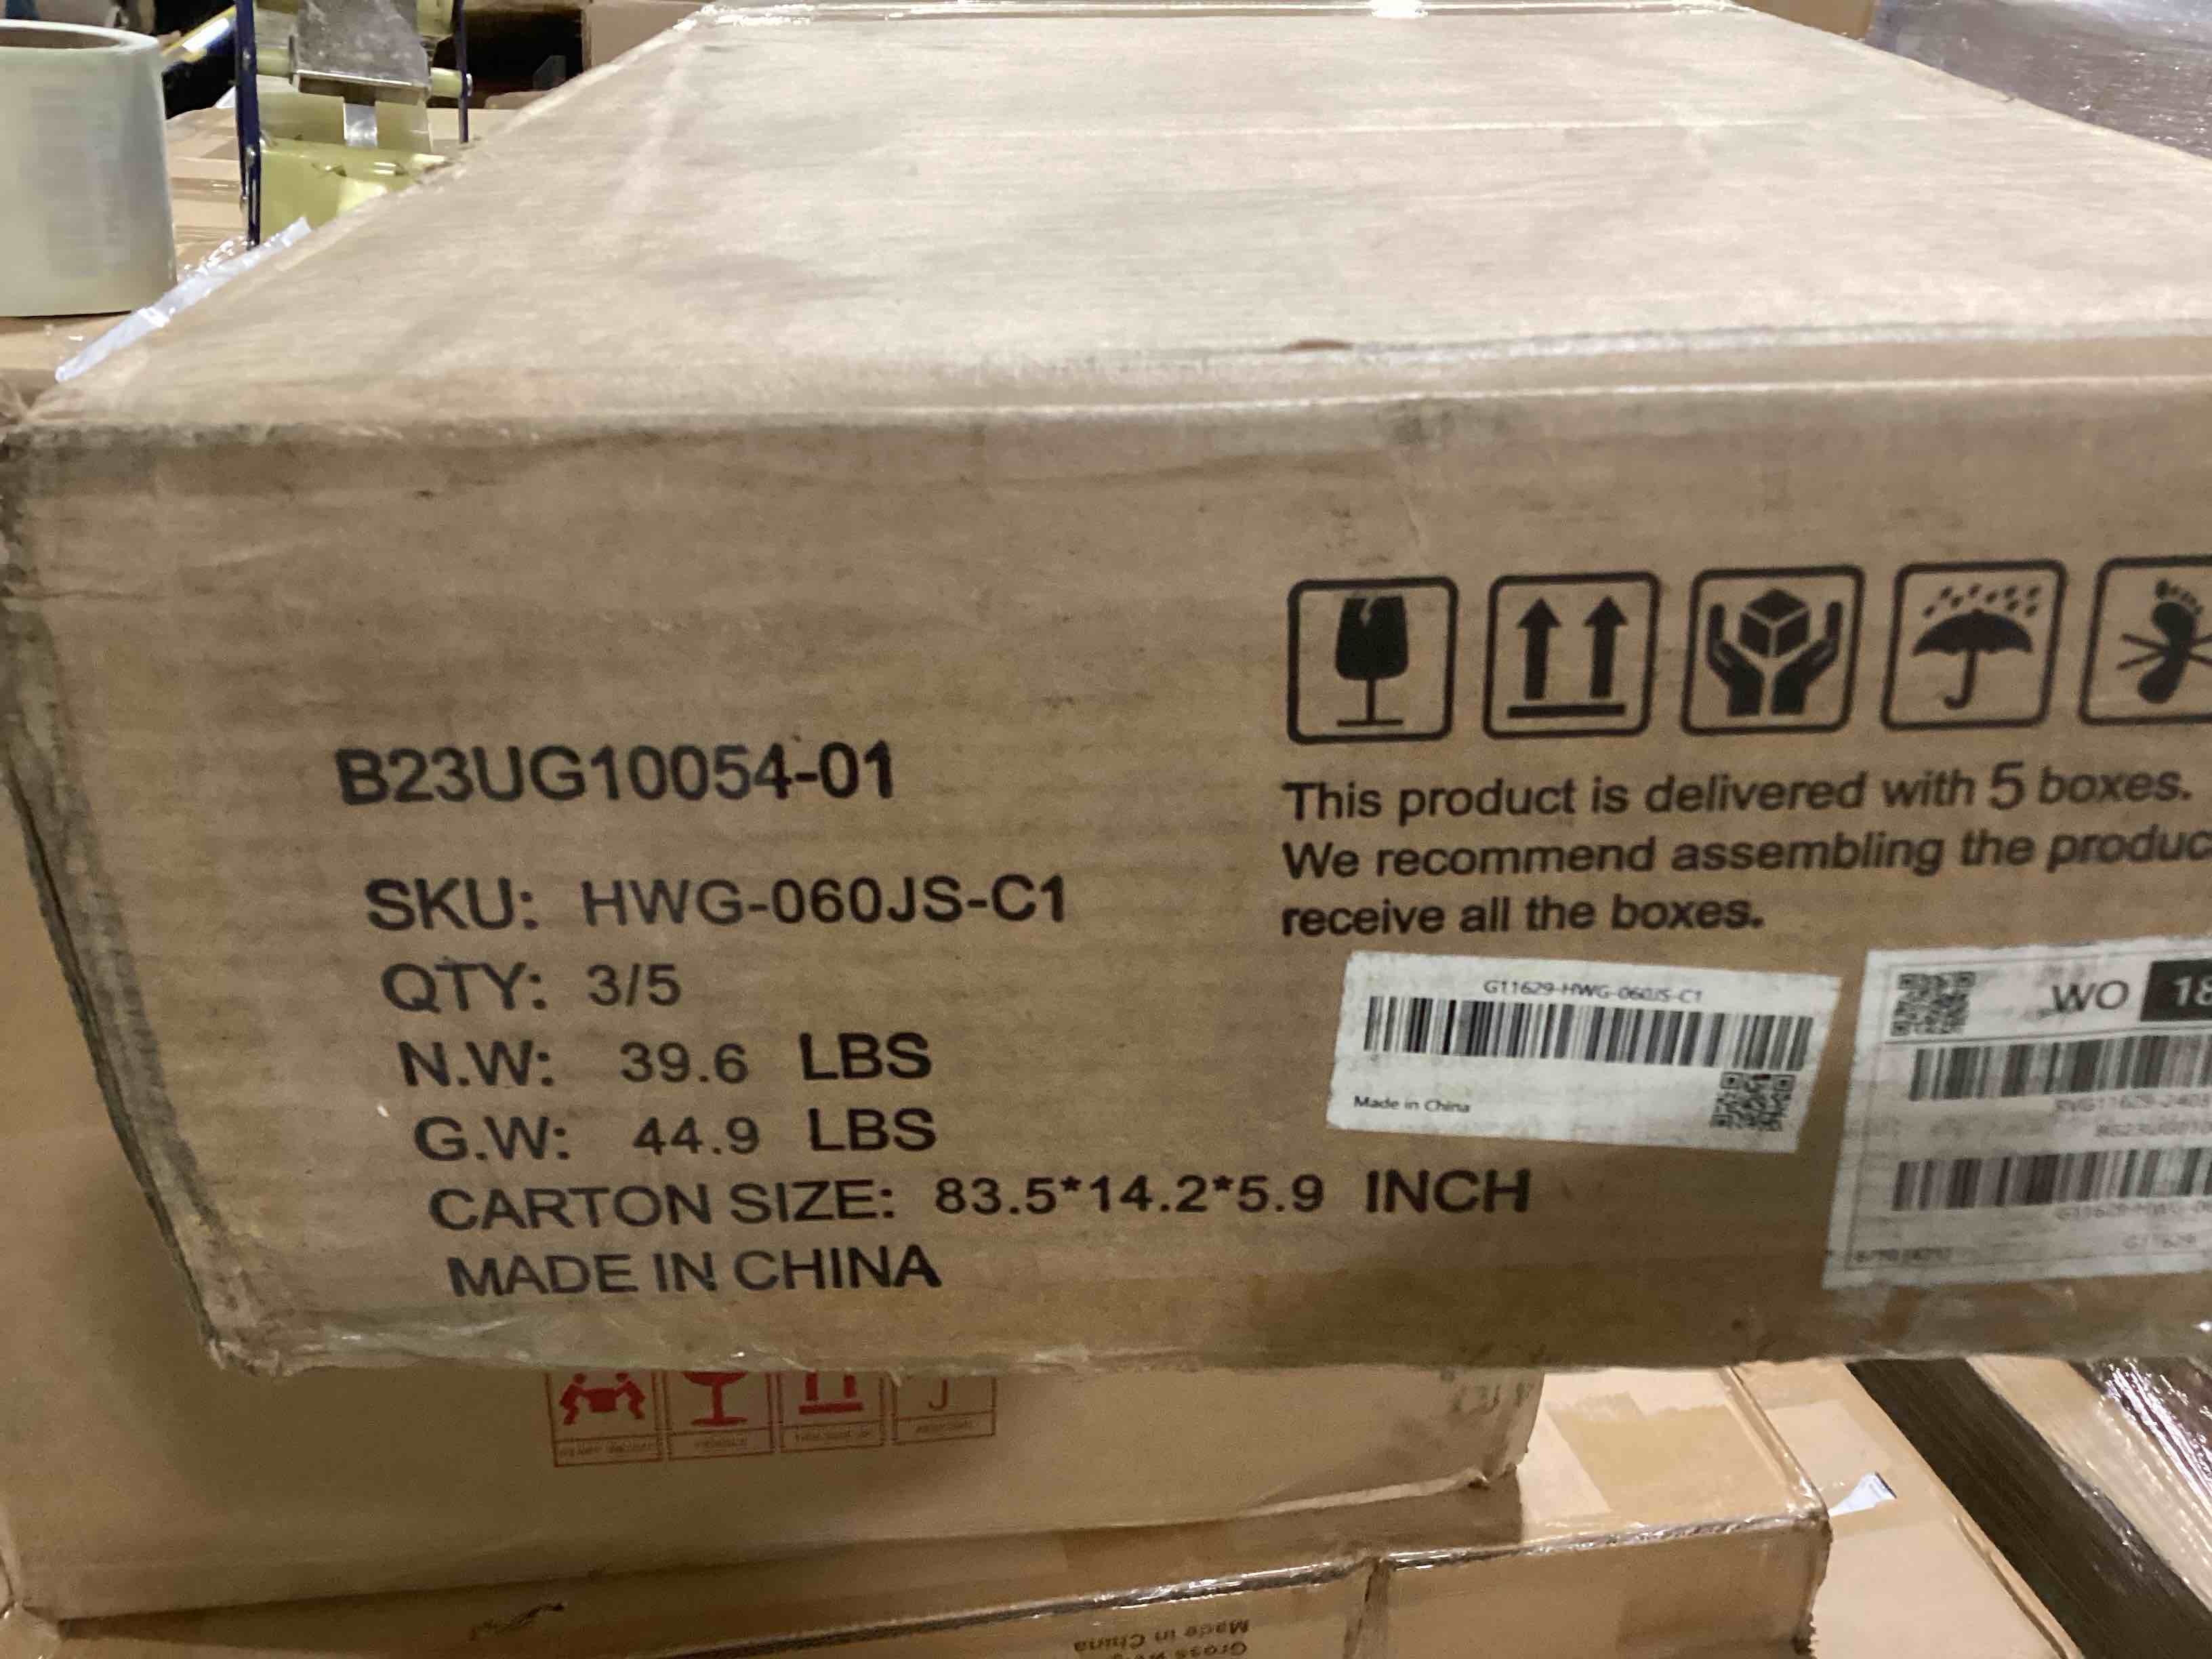 B23UG10054-01
SKU: HWG-060JS-C1
QTY: 3/5
N.W: 39.6 LBS
G.W: 44.9 LBS
CARTON SIZE: 83.5*14.2*5.9 INCH
MADE IN CHINA
This product is delivered with 5 boxes.
We recommend assembling the produc
receive all the boxes.
G11629-HWG-060JS-C1
Made in China
WO 18
G11629
Made in China